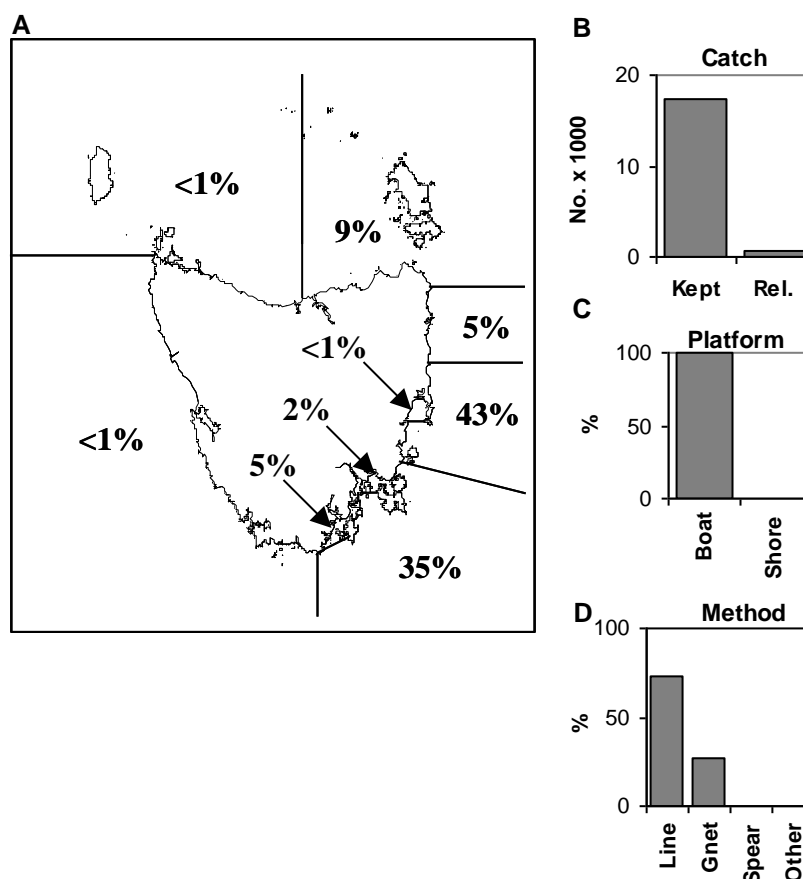 A
<1%
9%
5%
<1%
43%
2%
<1%
5%
35%
B
Catch
No. x 1000
20
10
0
Kept Rel.
C
Platform
%
100
50
0
Boat
Shore
D
Method
%
100
50
0
Line
Gnet
Spear
Other